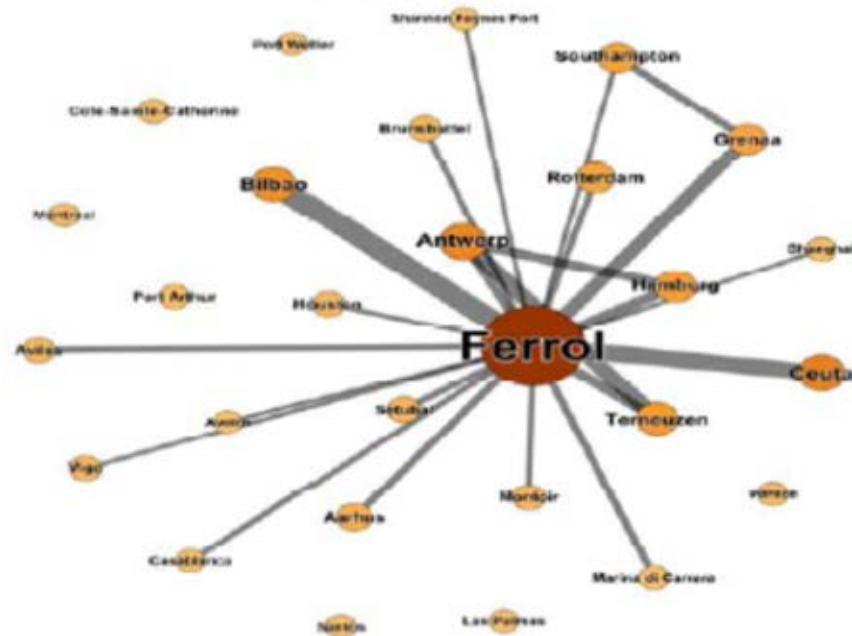 Shannon Foynes Port
Port Weller
Southampton
Cote-Sainte-Catherine
Brunsbuttel
Grenaa
Bilbao
Rotterdam
Montreal
Antwerp
Shanghai
Port Arthur
Houston
Hamburg
Ferrol
Aviles
Ceuta
Setubal
Terneuzen
Aveiro
Vigo
Montoir
Aarhus
Casablanca
Marina di Carrara
Las Palmas